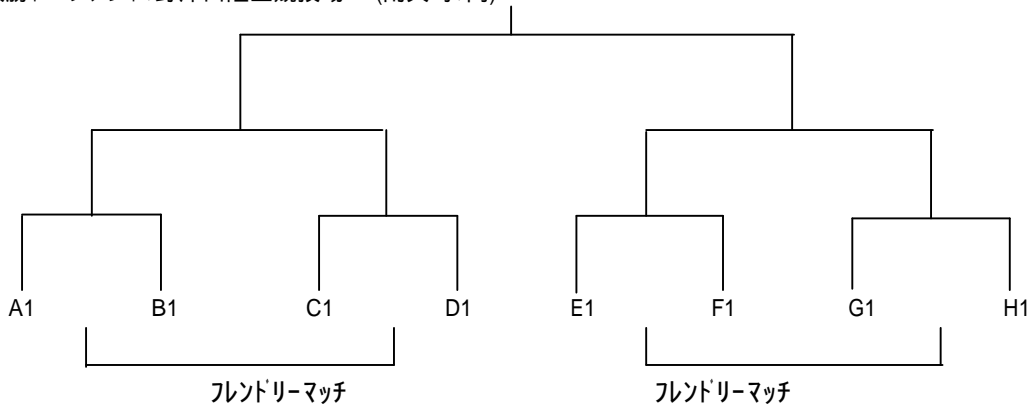 A1 B1 C1 D1 E1 F1 G1 H1
ﾌﾚﾝﾄﾞﾘｰﾏｯﾁ ﾌﾚﾝﾄﾞﾘｰﾏｯﾁ